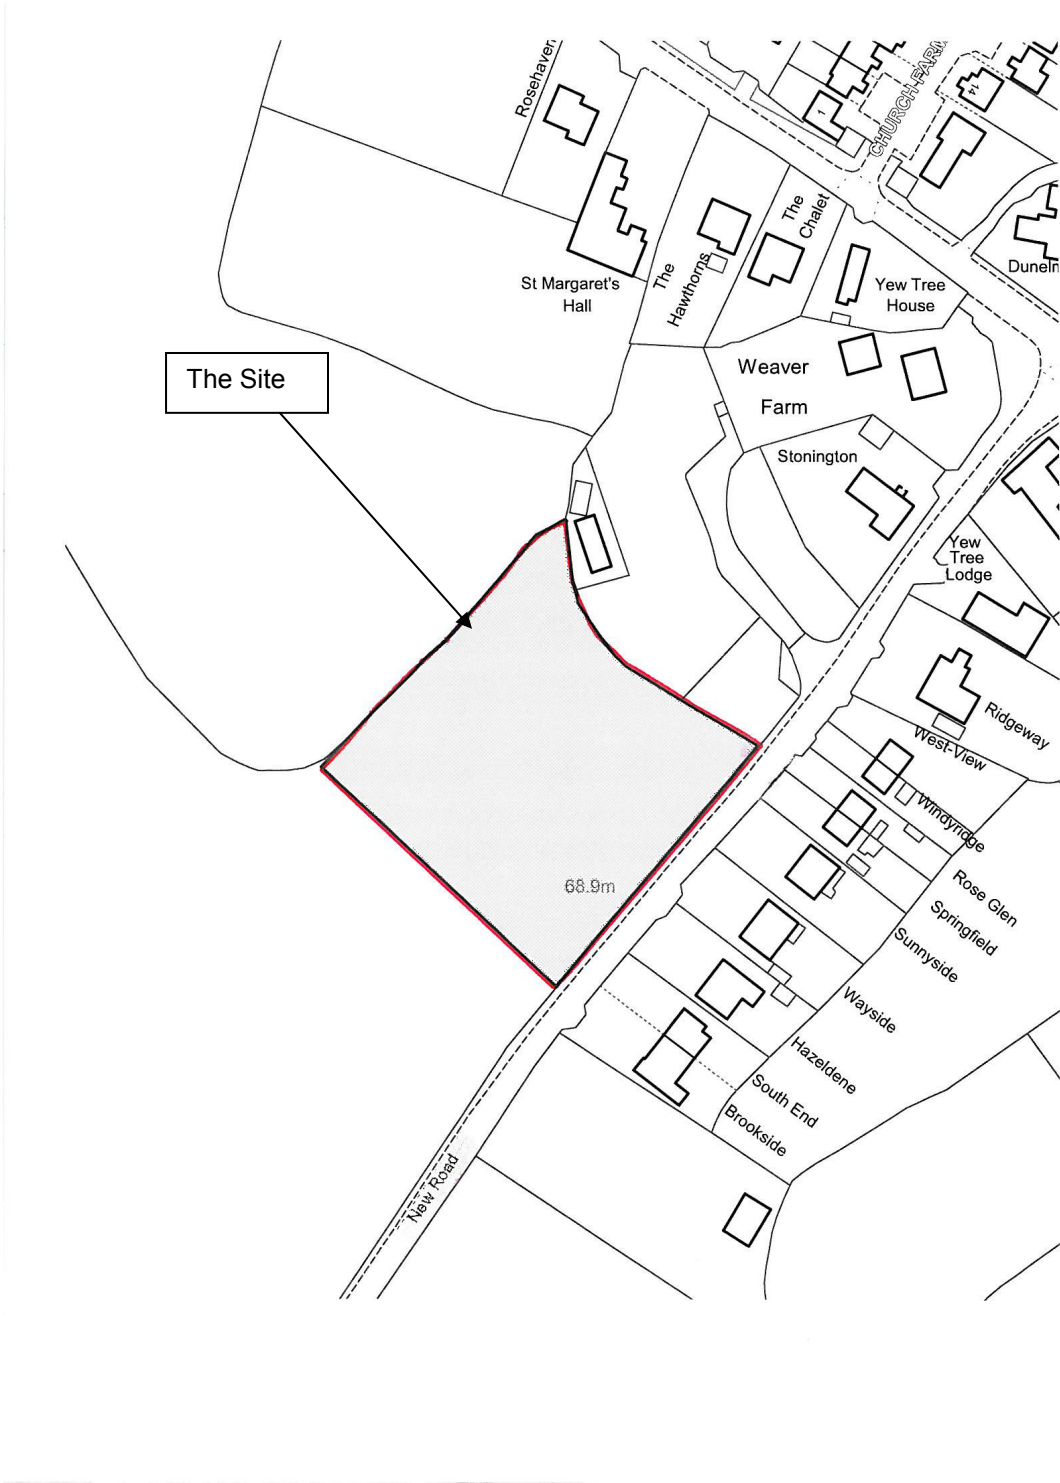 Rosehaven
CHURCH FARM
1
14
The
Chalet
St Margaret's
Hall
The
Hawthorns
Yew Tree
House
The Site
Weaver
Farm
Stonington
Yew
Tree
Lodge
Ridgeway
West-View
Windyridge
68.9m
Rose Glen
Springfield
Sunnyside
Wayside
Hazeldene
South End
Brookside
New Road